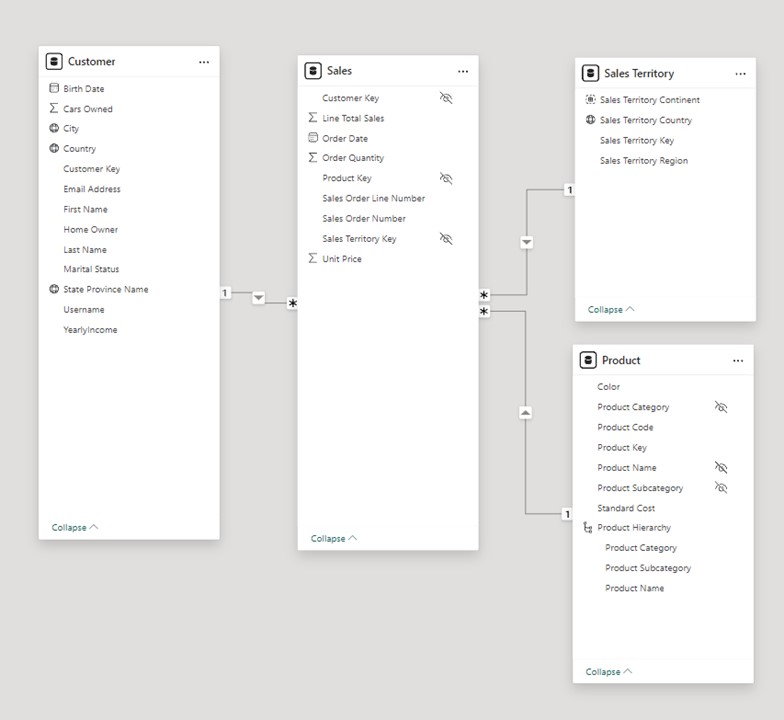 Customer
Birth Date
Cars Owned
City
Country
Customer Key
Email Address
First Name
Home Owner
Last Name
Marital Status
State Province Name
Username
YearlyIncome
Collapse
1
*
Sales
Customer Key
Line Total Sales
Order Date
Order Quantity
Product Key
Sales Order Line Number
Sales Order Number
Sales Territory Key
Unit Price
Collapse
*
*
1
Sales Territory
Sales Territory Continent
Sales Territory Country
Sales Territory Key
Sales Territory Region
Collapse
1
Product
Color
Product Category
Product Code
Product Key
Product Name
Product Subcategory
Standard Cost
Product Hierarchy
Product Category
Product Subcategory
Product Name
Collapse